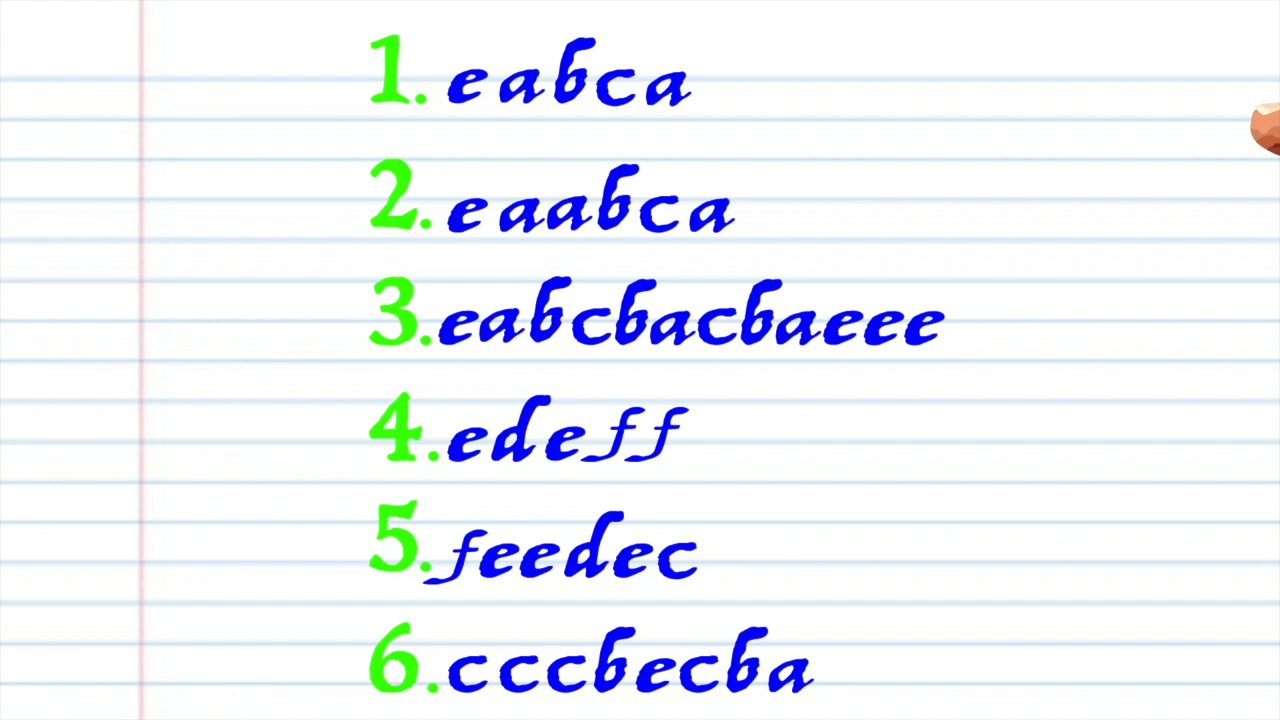 1. eabca
2. eaabca
3. eabcbacbaeee
4. edeff
5. feedec
6. cccbecba